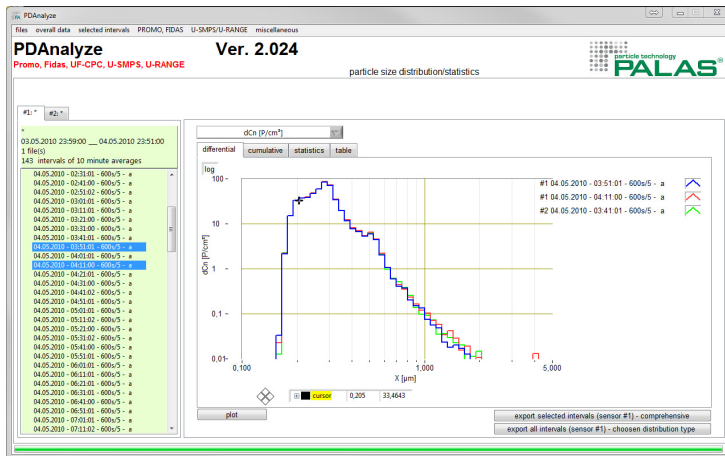 PDAnalyze
files overall data selected intervals PROMO, FIDAS U-SMPS/U-RANGE miscellaneous
PDAnalyze Ver. 2.024
Promo, Fidas, UF-CPC, U-SMPS, U-RANGE
particle size distribution/statistics
particle technology
PALAS®
#1: * #2: *
*
03.05.2010 23:59:00 __ 04.05.2010 23:51:00
1 file(s)
143 intervals of 10 minute averages
04.05.2010 - 02:31:01 - 600s/5 - a
04.05.2010 - 02:41:00 - 600s/5 - a
04.05.2010 - 02:51:02 - 600s/5 - a
04.05.2010 - 03:01:01 - 600s/5 - a
04.05.2010 - 03:11:01 - 600s/5 - a
04.05.2010 - 03:21:00 - 600s/5 - a
04.05.2010 - 03:31:00 - 600s/5 - a
04.05.2010 - 03:41:01 - 600s/5 - a
04.05.2010 - 03:51:01 - 600s/5 - a
04.05.2010 - 04:01:01 - 600s/5 - a
04.05.2010 - 04:11:00 - 600s/5 - a
04.05.2010 - 04:21:01 - 600s/5 - a
04.05.2010 - 04:31:00 - 600s/5 - a
04.05.2010 - 04:41:02 - 600s/5 - a
04.05.2010 - 04:51:01 - 600s/5 - a
04.05.2010 - 05:01:01 - 600s/5 - a
04.05.2010 - 05:11:02 - 600s/5 - a
04.05.2010 - 05:21:00 - 600s/5 - a
04.05.2010 - 05:31:02 - 600s/5 - a
04.05.2010 - 05:41:00 - 600s/5 - a
04.05.2010 - 05:51:01 - 600s/5 - a
04.05.2010 - 06:01:01 - 600s/5 - a
04.05.2010 - 06:11:01 - 600s/5 - a
04.05.2010 - 06:21:01 - 600s/5 - a
04.05.2010 - 06:31:01 - 600s/5 - a
04.05.2010 - 06:41:00 - 600s/5 - a
04.05.2010 - 06:51:01 - 600s/5 - a
04.05.2010 - 07:01:01 - 600s/5 - a
04.05.2010 - 07:11:02 - 600s/5 - a
dCn [P/cm³]
differential cumulative statistics table
log
100
10
1
0,1
0,01
dCn [P/cm³]
#1 04.05.2010 - 03:51:01 - 600s/5 - a
#1 04.05.2010 - 04:11:00 - 600s/5 - a
#2 04.05.2010 - 03:41:01 - 600s/5 - a
0,100 1,000 5,000
X [µm]
cursor 0,205 33,4643
plot
export selected intervals (sensor #1) - comprehensive
export all intervals (sensor #1) - choosen distribution type